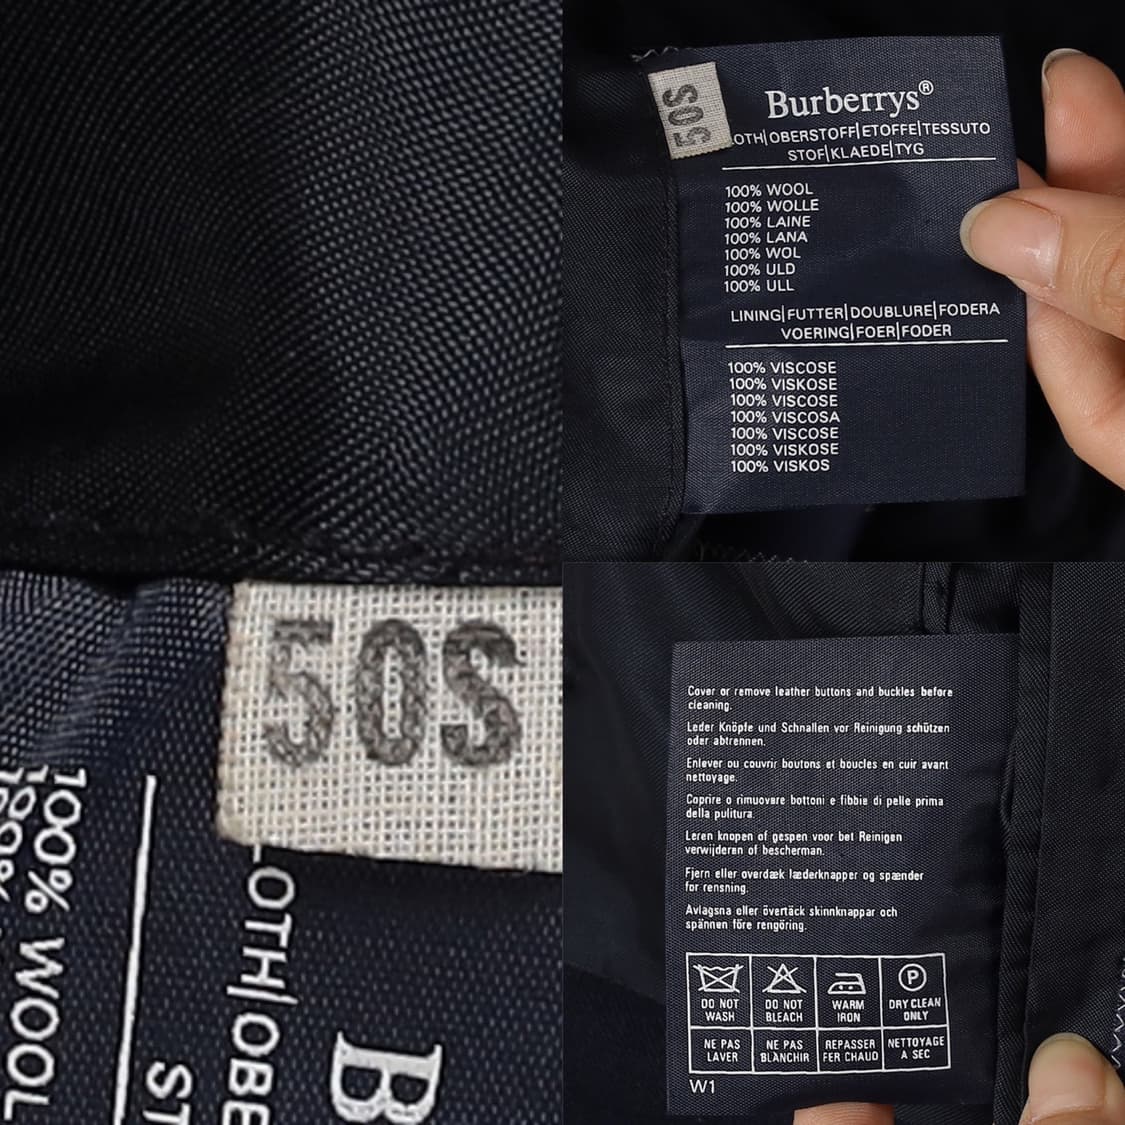 50S
Burberrys®
OTH|OBERSTOFF|ETOFFE|TESSUTO
STOF|KLAEDE|TYG
100% WOOL
100% WOLLE
100% LAINE
100% LANA
100% WOL
100% ULD
100% ULL
LINING|FUTTER|DOUBLURE|FODERA
VOERING|FOER|FODER
100% VISCOSE
100% VISKOSE
100% VISCOSE
100% VISCOSA
100% VISCOSE
100% VISKOSE
100% VISKOS
50S
LOTH|OBE
ST
B
100% WOOL
Cover or remove leather buttons and buckles before
cleaning.
Leder Knöpfe und Schnallen vor Reinigung schützen
oder abtrennen.
Enlever ou couvrir boutons et boucles en cuir avant
nettoyage.
Coprire o rimuovere bottoni e fibbie di pelle prima
della pulitura.
Leren knopen of gespen voor bet Reinigen
verwijderen of bescherman.
Fjern eller overdæk læderknapper og spænder
for rensning.
Avlagsna eller övertäck skinnknappar och
spännen före rengöring.
P
DO NOT WASH
DO NOT BLEACH
WARM IRON
DRY CLEAN ONLY
NE PAS LAVER
NE PAS BLANCHIR
REPASSER FER CHAUD
NETTOYAGE A SEC
W1